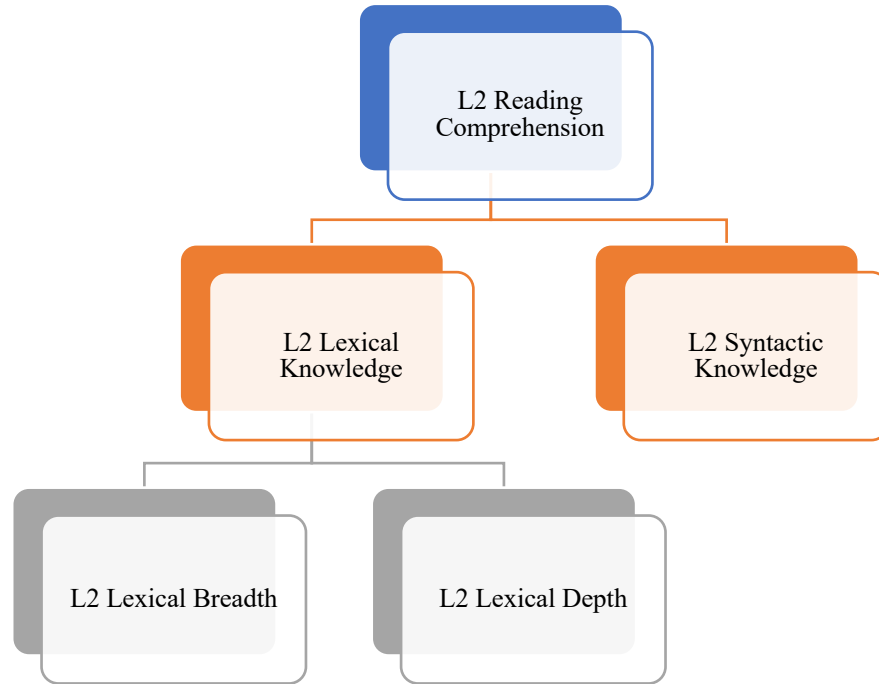 L2 Reading
Comprehension
L2 Lexical
Knowledge
L2 Syntactic
Knowledge
L2 Lexical Breadth
L2 Lexical Depth